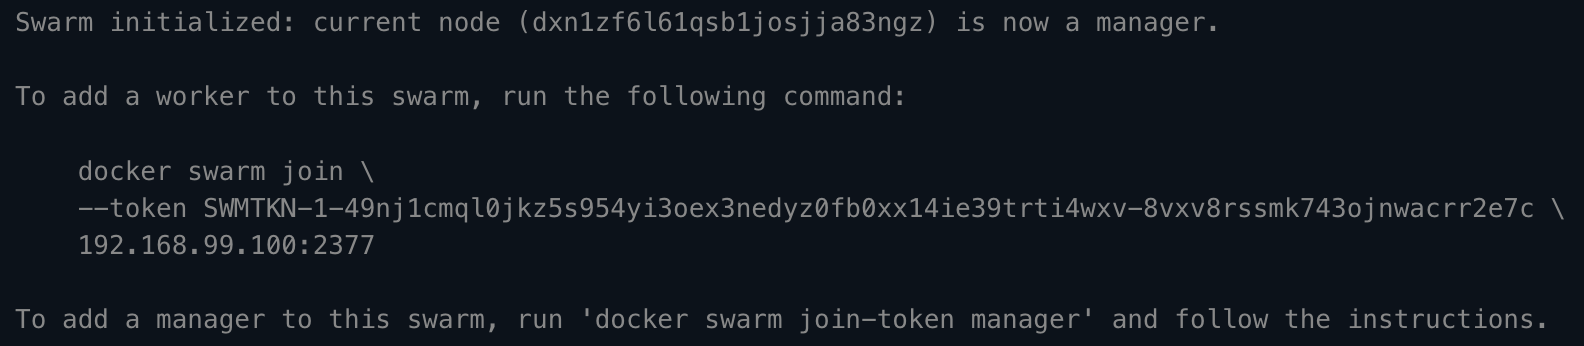 Swarm initialized: current node (dxn1zf6l61qsb1josjja83ngz) is now a manager.
To add a worker to this swarm, run the following command:
docker swarm join \
--token SWMTKN-1-49nj1cmql0jkz5s954yi3oex3nedyz0fb0xx14ie39trti4wxv-8vxv8rssmk743ojnwacrr2e7c \
192.168.99.100:2377
To add a manager to this swarm, run 'docker swarm join-token manager' and follow the instructions.